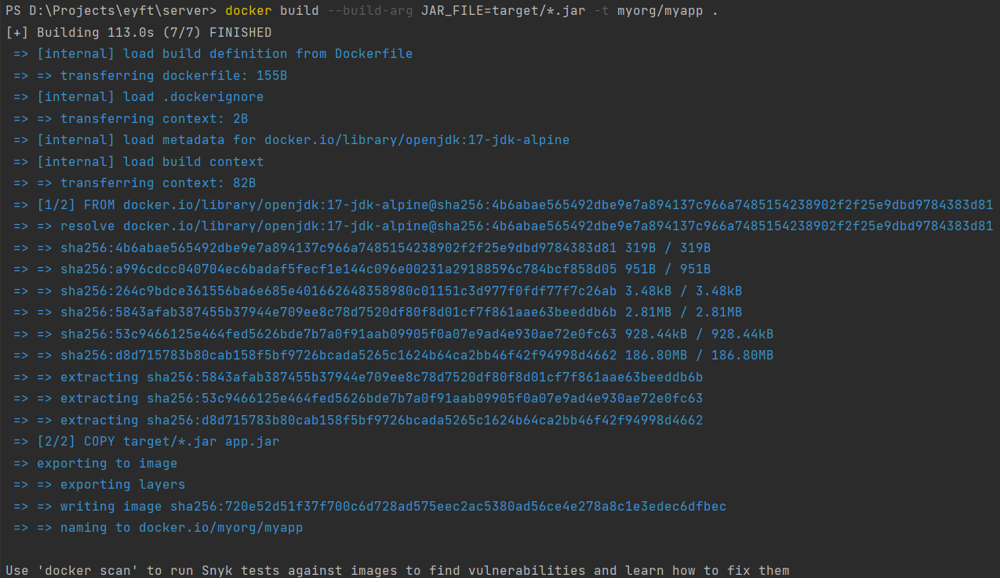 PS D:\Projects\eyft\server> docker build --build-arg JAR_FILE=target/*.jar -t myorg/myapp .
[+] Building 113.0s (7/7) FINISHED
=> [internal] load build definition from Dockerfile
=> => transferring dockerfile: 155B
=> [internal] load .dockerignore
=> => transferring context: 2B
=> [internal] load metadata for docker.io/library/openjdk:17-jdk-alpine
=> [internal] load build context
=> => transferring context: 82B
=> [1/2] FROM docker.io/library/openjdk:17-jdk-alpine@sha256:4b6abae565492dbe9e7a894137c966a7485154238902f2f25e9dbd9784383d81
=> => resolve docker.io/library/openjdk:17-jdk-alpine@sha256:4b6abae565492dbe9e7a894137c966a7485154238902f2f25e9dbd9784383d81
=> => sha256:4b6abae565492dbe9e7a894137c966a7485154238902f2f25e9dbd9784383d81 319B / 319B
=> => sha256:a996cdcc040704ec6badaf5fecf1e144c096e00231a29188596c784bcf858d05 951B / 951B
=> => sha256:264c9bdce361556ba6e685e401662648358980c01151c3d977f0fdf77f7c26ab 3.48kB / 3.48kB
=> => sha256:5843afab387455b37944e709ee8c78d7520df80f8d01cf7f861aae63beeddb6b 2.81MB / 2.81MB
=> => sha256:53c9466125e464fed5626bde7b7a0f91aab09905f0a07e9ad4e930ae72e0fc63 928.44kB / 928.44kB
=> => sha256:d8d715783b80cab158f5bf9726bcada5265c1624b64ca2bb46f42f94998d4662 186.80MB / 186.80MB
=> => extracting sha256:5843afab387455b37944e709ee8c78d7520df80f8d01cf7f861aae63beeddb6b
=> => extracting sha256:53c9466125e464fed5626bde7b7a0f91aab09905f0a07e9ad4e930ae72e0fc63
=> => extracting sha256:d8d715783b80cab158f5bf9726bcada5265c1624b64ca2bb46f42f94998d4662
=> [2/2] COPY target/*.jar app.jar
=> exporting to image
=> => exporting layers
=> => writing image sha256:720e52d51f37f700c6d728ad575eec2ac5380ad56ce4e278a8c1e3edec6dfbec
=> => naming to docker.io/myorg/myapp
Use 'docker scan' to run Snyk tests against images to find vulnerabilities and learn how to fix them